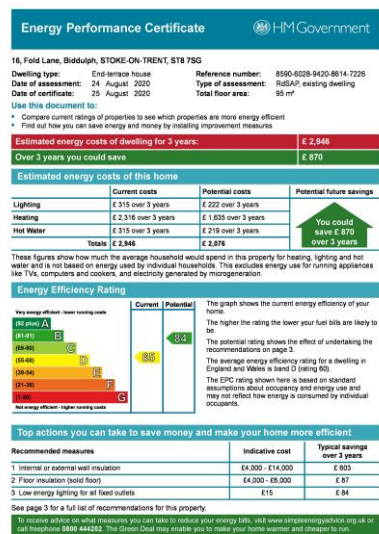 Energy Performance Certificate
HM Government
16, Fold Lane, Biddulph, STOKE-ON-TRENT, ST8 7SG
Dwelling type: End-terrace house Reference number: 8590-6028-9420-8614-7226
Date of assessment: 24 August 2020 Type of assessment: RdSAP, existing dwelling
Date of certificate: 25 August 2020 Total floor area: 95 m²
Use this document to:
• Compare current ratings of properties to see which properties are more energy efficient
• Find out how you can save energy and money by installing improvement measures
Estimated energy costs of dwelling for 3 years: £ 2,946
Over 3 years you could save £ 870
Estimated energy costs of this home
Current costs Potential costs Potential future savings
Lighting £ 315 over 3 years £ 222 over 3 years
Heating £ 2,316 over 3 years £ 1,635 over 3 years
Hot Water £ 315 over 3 years £ 219 over 3 years
Totals £ 2,946 £ 2,076
You could
save £ 870
over 3 years
These figures show how much the average household would spend in this property for heating, lighting and hot
water and is not based on energy used by individual households. This excludes energy use for running appliances
like TVs, computers and cookers, and electricity generated by microgeneration.
Energy Efficiency Rating
Current Potential
Very energy efficient - lower running costs
(92 plus) A
(81-91) B
(69-80) C
(55-68) D
(39-54) E
(21-38) F
(1-20) G
Not energy efficient - higher running costs
65
84
The graph shows the current energy efficiency of your
home.
The higher the rating the lower your fuel bills are likely to
be.
The potential rating shows the effect of undertaking the
recommendations on page 3.
The average energy efficiency rating for a dwelling in
England and Wales is band D (rating 60).
The EPC rating shown here is based on standard
assumptions about occupancy and energy use and
may not reflect how energy is consumed by individual
occupants.
Top actions you can take to save money and make your home more efficient
Recommended measures Indicative cost Typical savings
over 3 years
1 Internal or external wall insulation £4,000 - £14,000 £ 603
2 Floor insulation (solid floor) £4,000 - £6,000 £ 87
3 Low energy lighting for all fixed outlets £15 £ 84
See page 3 for a full list of recommendations for this property.
To receive advice on what measures you can take to reduce your energy bills, visit www.simpleenergyadvice.org.uk or
call freephone 0800 444202. The Green Deal may enable you to make your home warmer and cheaper to run.